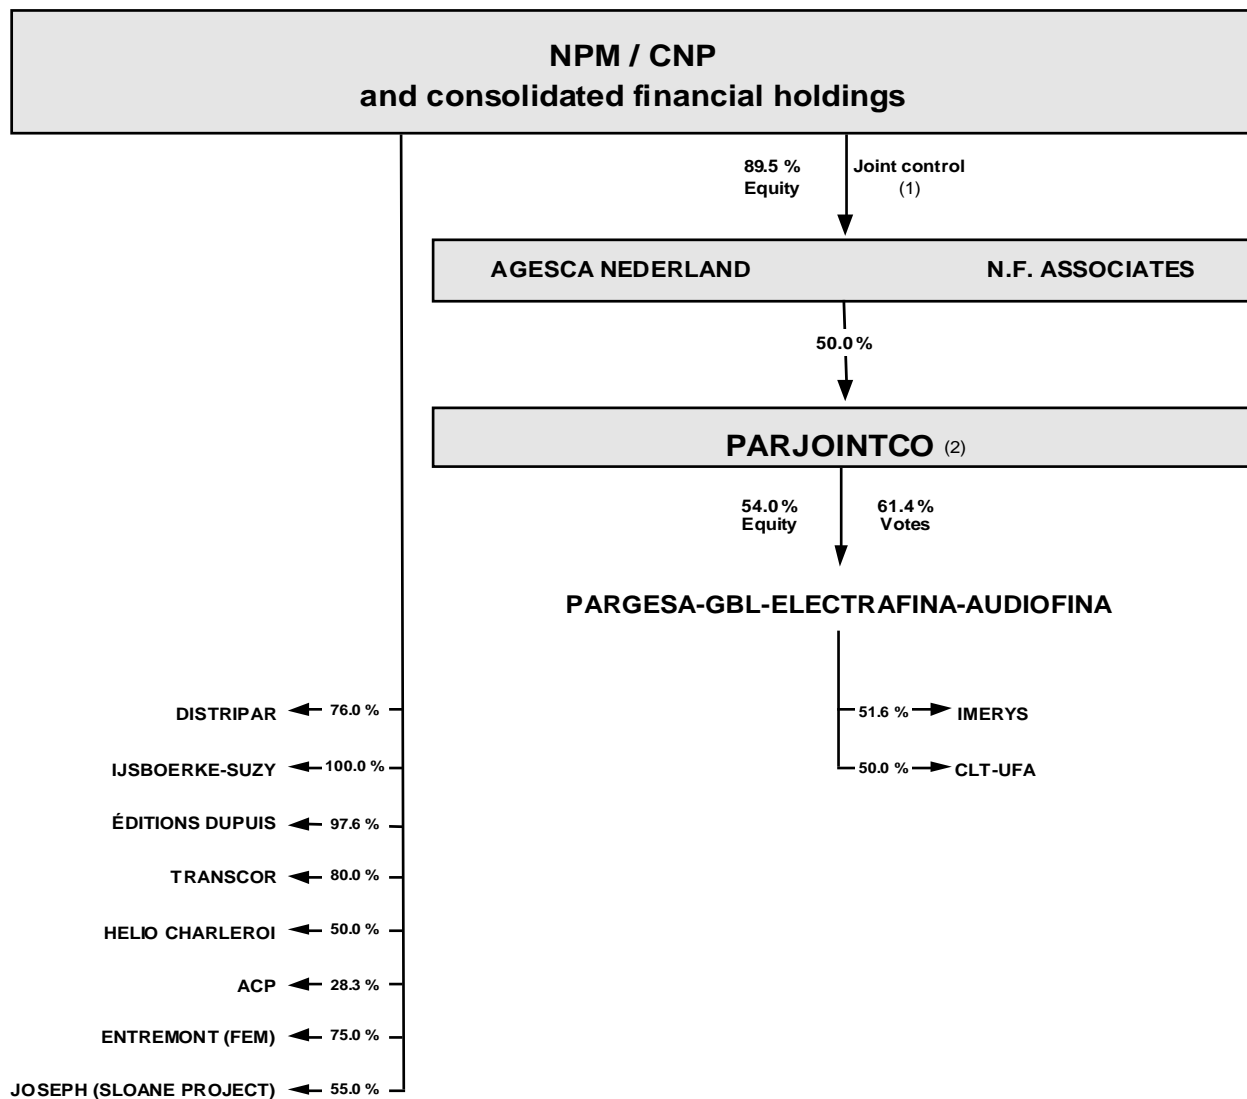 NPM / CNP
and consolidated financial holdings
89.5 % Joint control
Equity (1)
AGESCA NEDERLAND N.F. ASSOCIATES
50.0 %
PARJOINTCO (2)
54.0 % 61.4 %
Equity Votes
PARGESA-GBL-ELECTRAFINA-AUDIOFINA
DISTRIPAR 76.0 %
51.6 % IMERYS
IJSBOERKE-SUZY 100.0 %
50.0 % CLT-UFA
ÉDITIONS DUPUIS 97.6 %
TRANSCOR 80.0 %
HELIO CHARLEROI 50.0 %
ACP 28.3 %
ENTREMONT (FEM) 75.0 %
JOSEPH (SLOANE PROJECT) 55.0 %